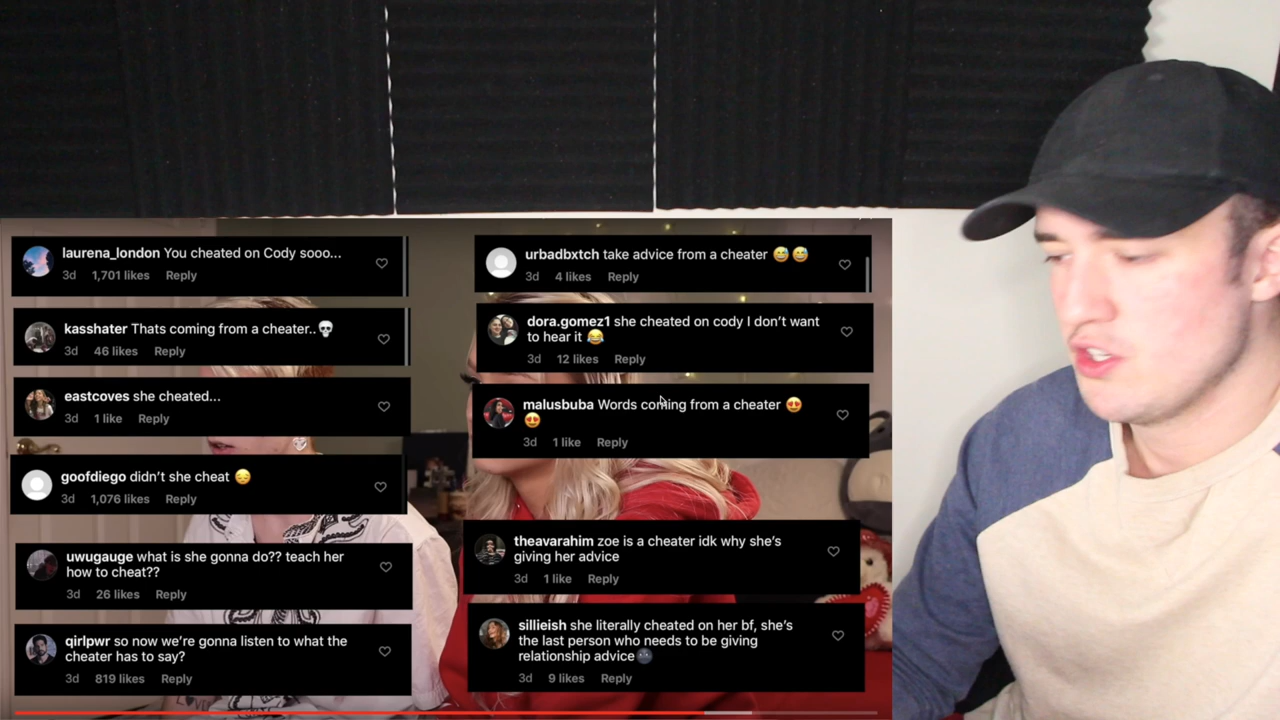 laurena_london You cheated on Cody sooo...
3d 1,701 likes Reply
kasshater Thats coming from a cheater..💀
3d 46 likes Reply
eastcoves she cheated...
3d 1 like Reply
goofdiego didn't she cheat 😔
3d 1,076 likes Reply
uwugauge what is she gonna do?? teach her
how to cheat??
3d 26 likes Reply
qirlpwr so now we're gonna listen to what the
cheater has to say?
3d 819 likes Reply
urbadbxtch take advice from a cheater 😅😅
3d 4 likes Reply
dora.gomez1 she cheated on cody I don't want
to hear it 😂
3d 12 likes Reply
malusbuba Words coming from a cheater 😍
😍
3d 1 like Reply
theavarahim zoe is a cheater idk why she's
giving her advice
3d 1 like Reply
sillieish she literally cheated on her bf, she's
the last person who needs to be giving
relationship advice🌚
3d 9 likes Reply